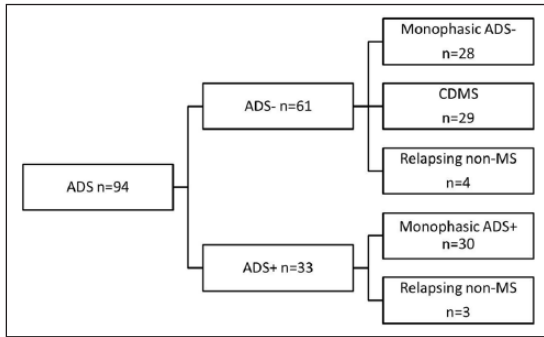 ADS n=94
ADS- n=61
Monophasic ADS-
n=28
CDMS
n=29
Relapsing non-MS
n=4
ADS+ n=33
Monophasic ADS+
n=30
Relapsing non-MS
n=3